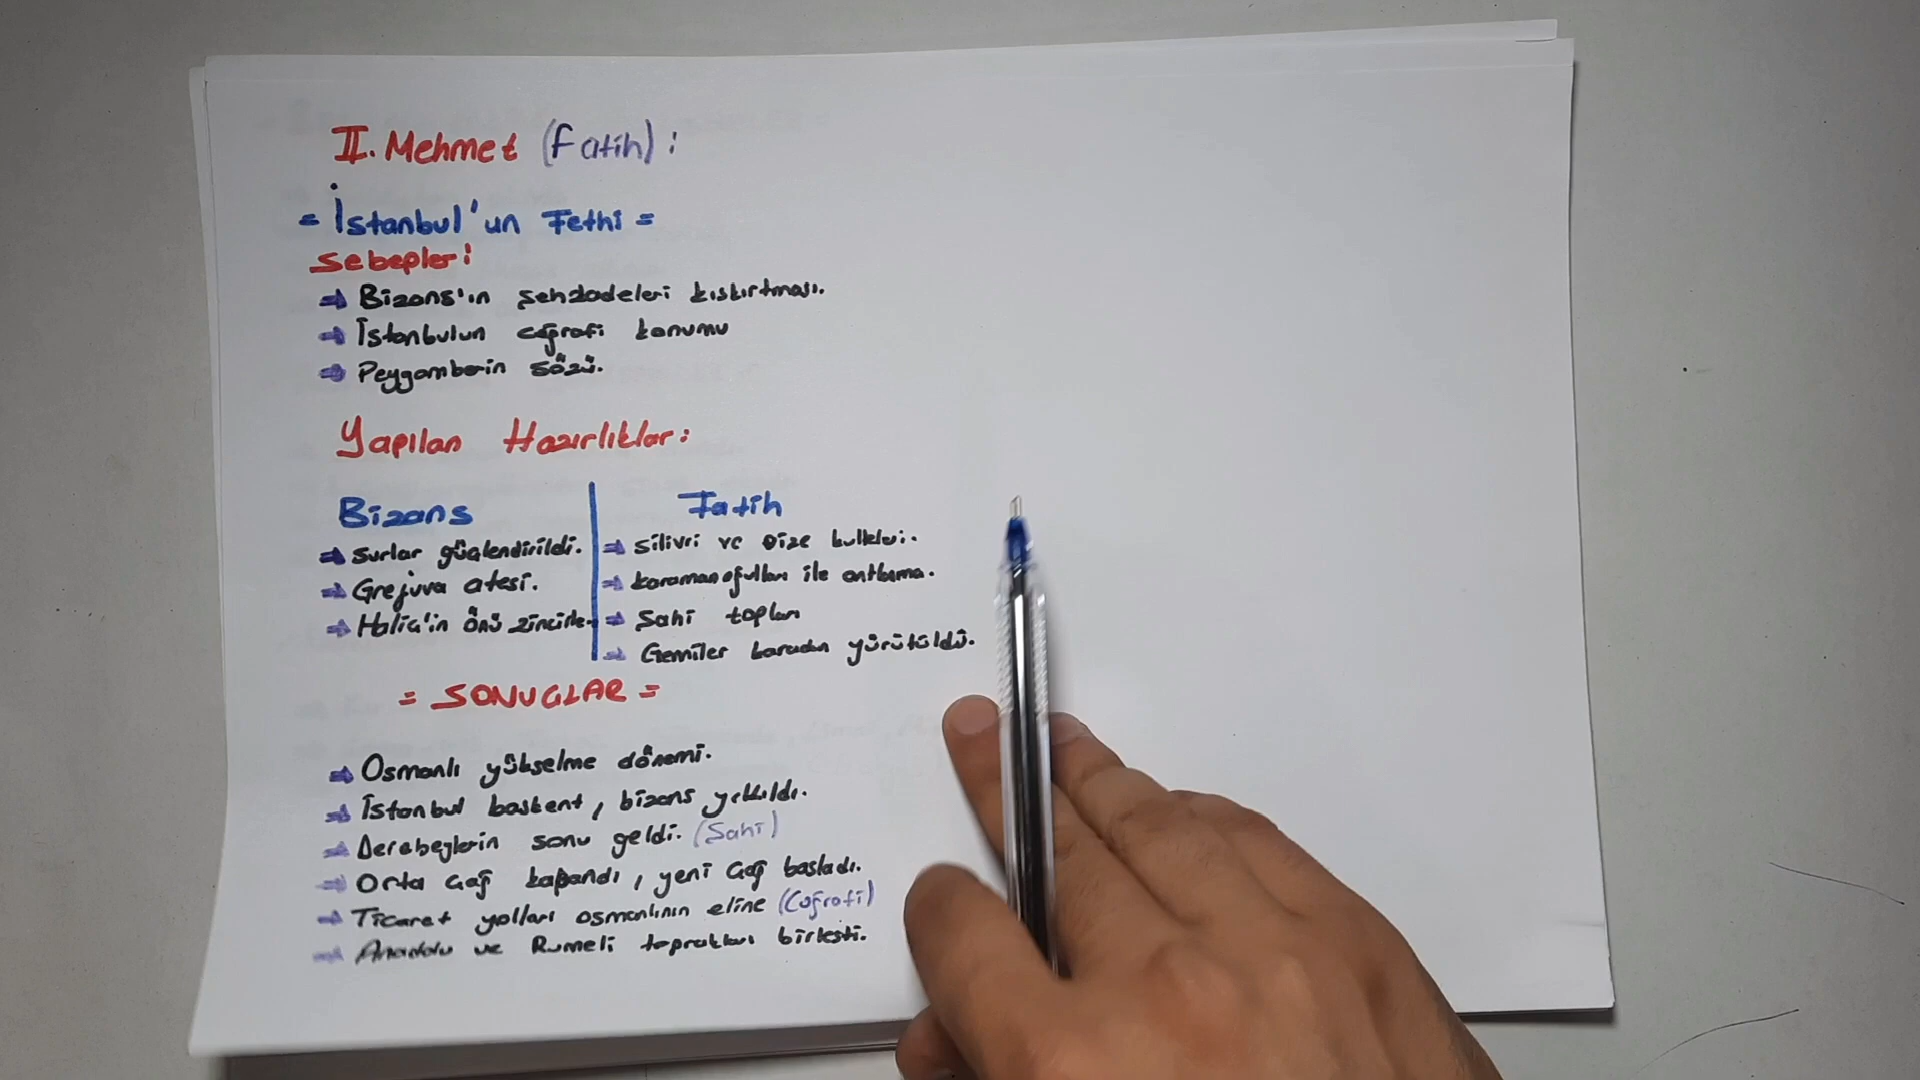 II. Mehmet (Fatih) :
= İstanbul'un Fethi =
Sebepler:
⇒ Bizans'ın şehzadeleri kışkırtması.
⇒ İstanbulun coğrafi konumu
⇒ Peygamberin sözü.
Yapılan Hazırlıklar:
Bizans
⇒ Surlar güçlendirildi.
⇒ Grejuva ateşi.
⇒ Haliç'in önü zincirle
Fatih
⇒ Silivri ve Vize kuleleri.
⇒ Karamanoğulları ile antlaşma.
⇒ Şahi topları
⇒ Gemiler karadan yürütüldü.
= SONUÇLAR =
⇒ Osmanlı yükselme dönemi.
⇒ İstanbul başkent, bizans yıkıldı.
⇒ Derebeylerin sonu geldi. (Şahi)
⇒ Orta Çağ kapandı, yeni Çağ başladı.
⇒ Ticaret yolları osmanlının eline (Coğrafi)
⇒ Anadolu ve Rumeli toprakları birleşti.